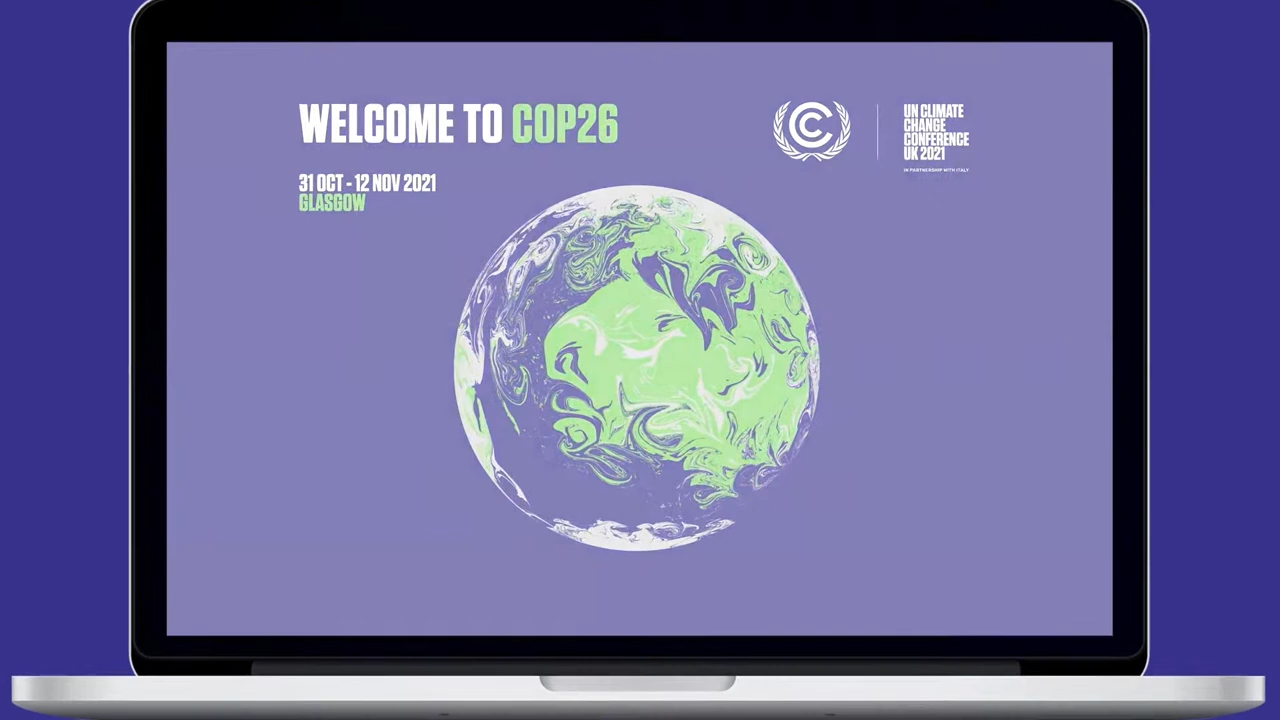 WELCOME TO COP26
31 OCT - 12 NOV 2021
GLASGOW
UN CLIMATE
CHANGE
CONFERENCE
UK 2021
IN PARTNERSHIP WITH ITALY